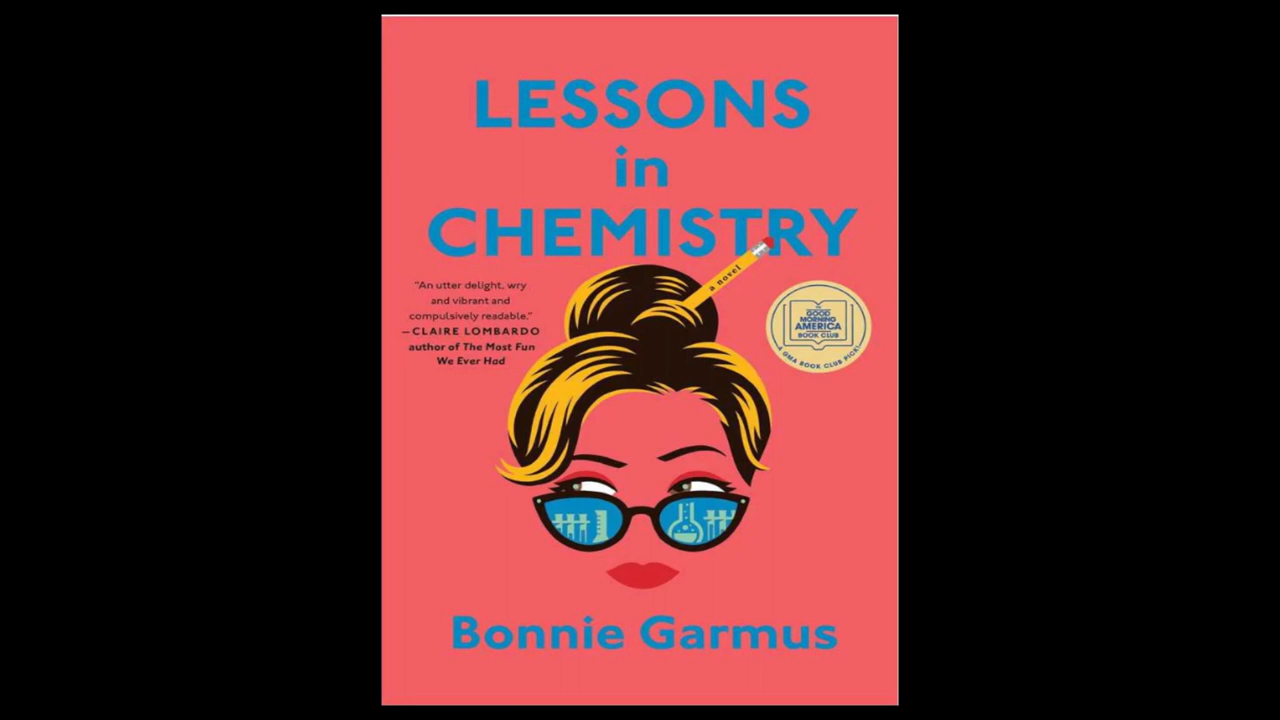 LESSONS
in
CHEMISTRY
a novel
"An utter delight, wry
and vibrant and
compulsively readable."
—CLAIRE LOMBARDO
author of The Most Fun
We Ever Had
GOOD
MORNING
AMERICA
BOOK CLUB
A GMA BOOK CLUB PICK!
Bonnie Garmus